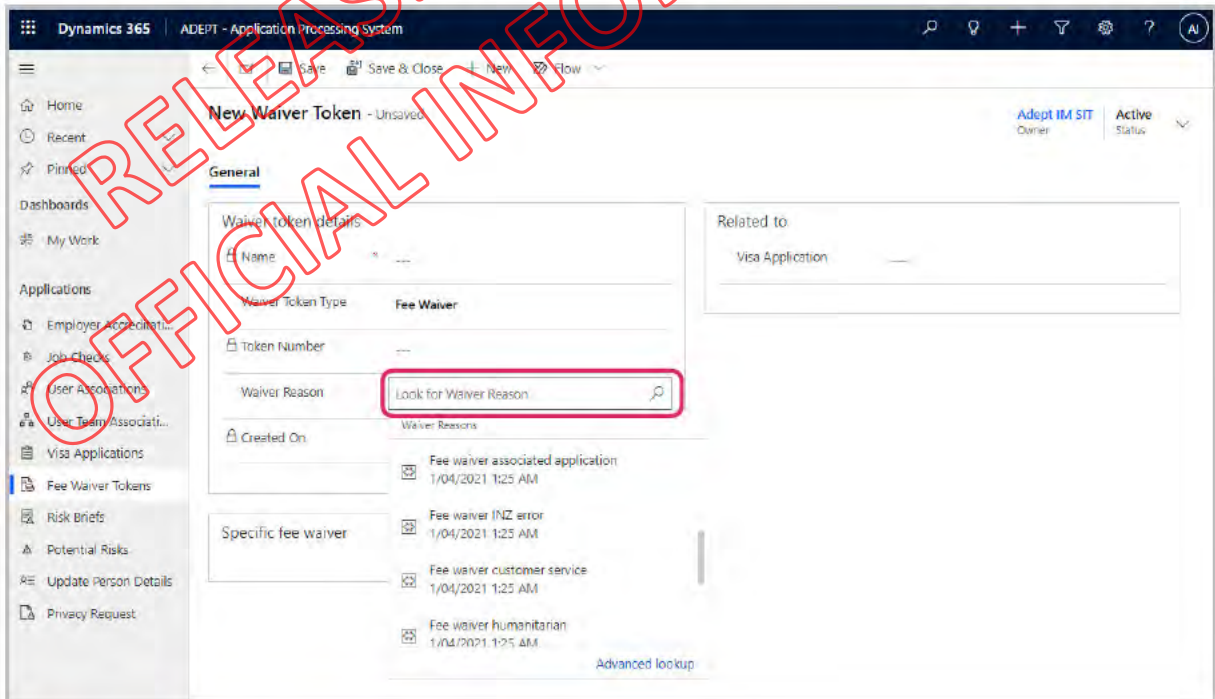 Dynamics 365 ADEPT - Application Processing System ? AI
Save Save & Close New Flow
Home
Recent
Pinned
Dashboards
My Work
Applications
Employer Accreditati...
Job Checks
User Associations
User Team Associati...
Visa Applications
Fee Waiver Tokens
Risk Briefs
Potential Risks
Update Person Details
Privacy Request
New Waiver Token - Unsaved
Adept IM SIT
Owner
Active
Status
General
Waiver token details
Name * ---
Waiver Token Type Fee Waiver
Token Number ---
Waiver Reason Look for Waiver Reason
Created On
Waiver Reasons
Fee waiver associated application
1/04/2021 1:25 AM
Fee waiver INZ error
1/04/2021 1:25 AM
Fee waiver customer service
1/04/2021 1:25 AM
Fee waiver humanitarian
1/04/2021 1:25 AM
Advanced lookup
Specific fee waiver
Related to
Visa Application ---
OFFICIAL INFO